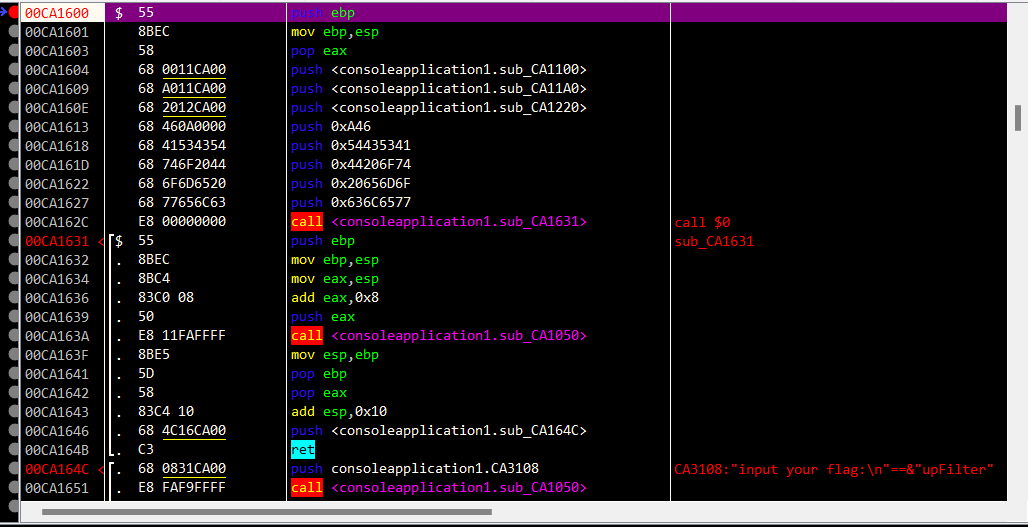 00CA1600 $ 55 push ebp
00CA1601 8BEC mov ebp,esp
00CA1603 58 pop eax
00CA1604 68 0011CA00 push <consoleapplication1.sub_CA1100>
00CA1609 68 A011CA00 push <consoleapplication1.sub_CA11A0>
00CA160E 68 2012CA00 push <consoleapplication1.sub_CA1220>
00CA1613 68 460A0000 push 0xA46
00CA1618 68 41534354 push 0x54435341
00CA161D 68 746F2044 push 0x44206F74
00CA1622 68 6F6D6520 push 0x20656D6F
00CA1627 68 77656C63 push 0x636C6577
00CA162C E8 00000000 call <consoleapplication1.sub_CA1631> call $0
00CA1631 < $ 55 push ebp sub_CA1631
00CA1632 . 8BEC mov ebp,esp
00CA1634 . 8BC4 mov eax,esp
00CA1636 . 83C0 08 add eax,0x8
00CA1639 . 50 push eax
00CA163A . E8 11FAFFFF call <consoleapplication1.sub_CA1050>
00CA163F . 8BE5 mov esp,ebp
00CA1641 . 5D pop ebp
00CA1642 . 58 pop eax
00CA1643 . 83C4 10 add esp,0x10
00CA1646 . 68 4C16CA00 push <consoleapplication1.sub_CA164C>
00CA164B . C3 ret
00CA164C < . 68 0831CA00 push consoleapplication1.CA3108 CA3108:"input your flag:\n"==&"upFilter"
00CA1651 . E8 FAF9FFFF call <consoleapplication1.sub_CA1050>